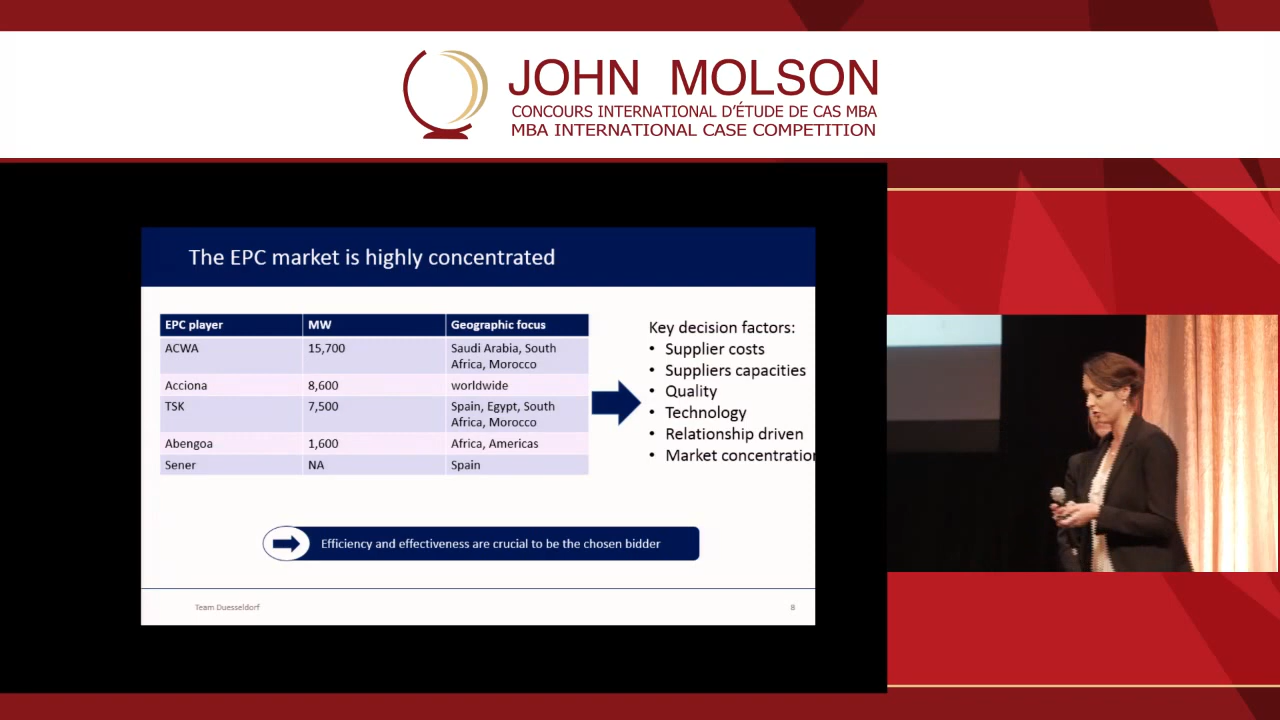 JOHN MOLSON
CONCOURS INTERNATIONAL D'ÉTUDE DE CAS MBA
MBA INTERNATIONAL CASE COMPETITION
The EPC market is highly concentrated
EPC player MW Geographic focus
ACWA 15,700 Saudi Arabia, South
Africa, Morocco
Acciona 8,600 worldwide
TSK 7,500 Spain, Egypt, South
Africa, Morocco
Abengoa 1,600 Africa, Americas
Sener NA Spain
Key decision factors:
• Supplier costs
• Suppliers capacities
• Quality
• Technology
• Relationship driven
• Market concentration
Efficiency and effectiveness are crucial to be the chosen bidder
Team Duesseldorf
8